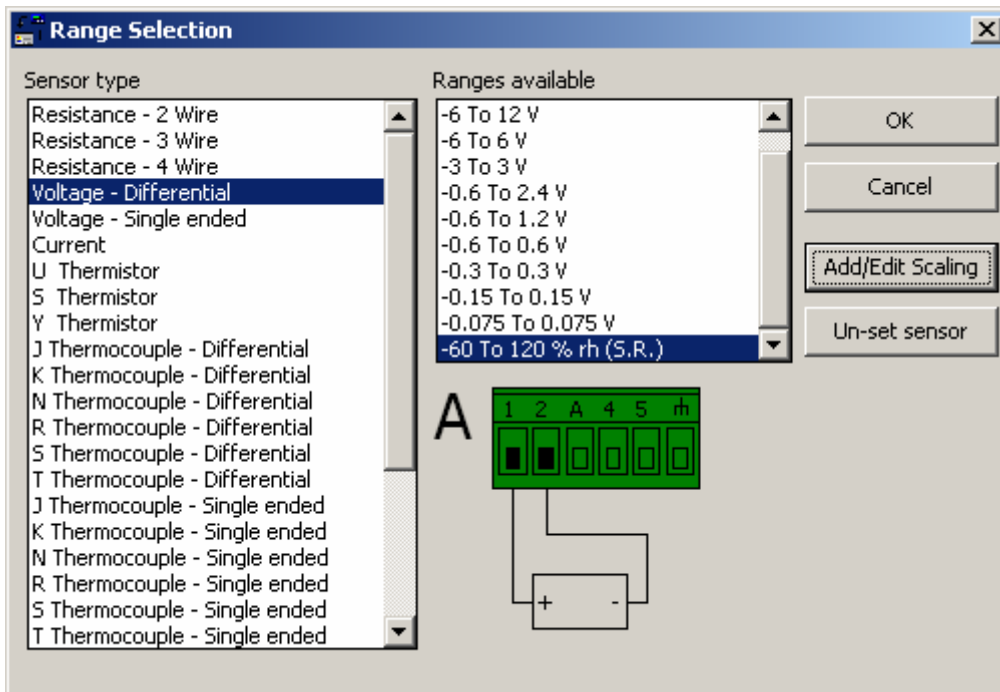 Range Selection
Sensor type
Resistance - 2 Wire
Resistance - 3 Wire
Resistance - 4 Wire
Voltage - Differential
Voltage - Single ended
Current
U  Thermistor
S  Thermistor
Y  Thermistor
J Thermocouple - Differential
K Thermocouple - Differential
N Thermocouple - Differential
R Thermocouple - Differential
S Thermocouple - Differential
T Thermocouple - Differential
J Thermocouple - Single ended
K Thermocouple - Single ended
N Thermocouple - Single ended
R Thermocouple - Single ended
S Thermocouple - Single ended
T Thermocouple - Single ended
Ranges available
-6 To 12 V
-6 To 6 V
-3 To 3 V
-0.6 To 2.4 V
-0.6 To 1.2 V
-0.6 To 0.6 V
-0.3 To 0.3 V
-0.15 To 0.15 V
-0.075 To 0.075 V
-60 To 120 % rh (S.R.)
OK
Cancel
Add/Edit Scaling
Un-set sensor
A
1 2 A 4 5
+ -